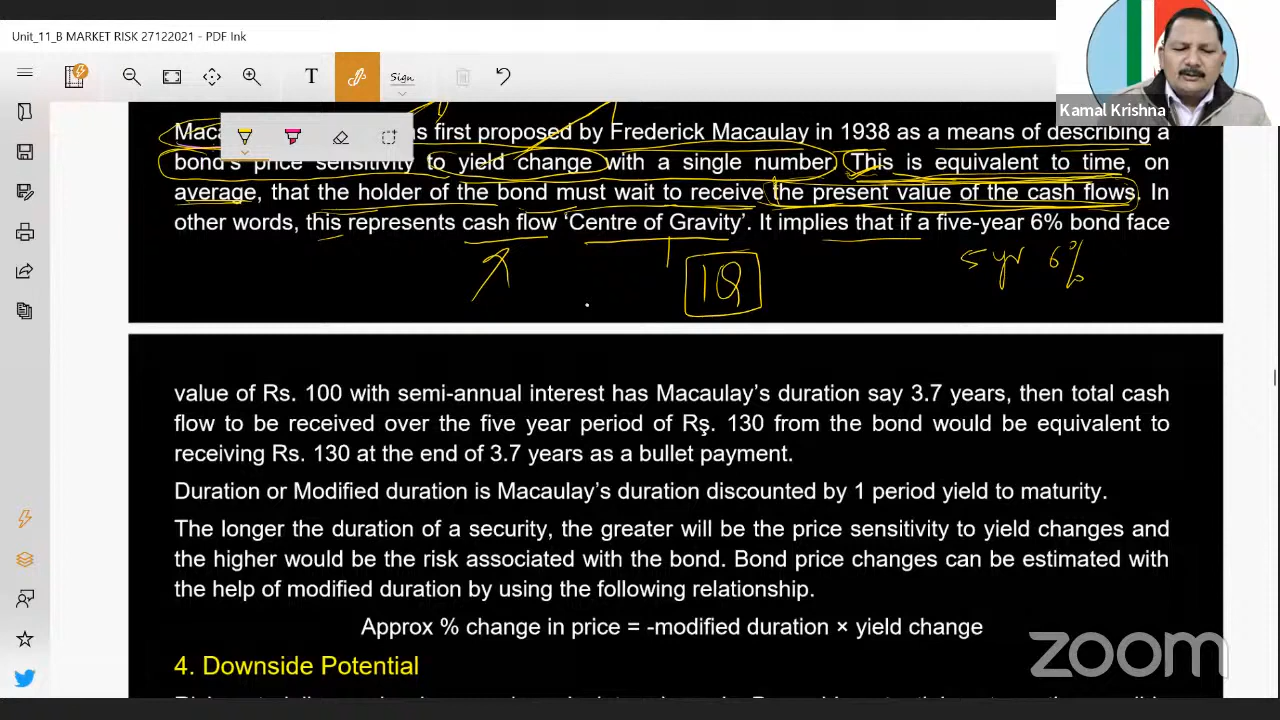 Unit_11_B MARKET RISK 27122021 - PDF Ink
T
Sign
Kamal Krishna
Maca s first proposed by Frederick Macaulay in 1938 as a means of describing a
bond's price sensitivity to yield change with a single number. This is equivalent to time, on
average, that the holder of the bond must wait to receive the present value of the cash flows. In
other words, this represents cash flow ‘Centre of Gravity’. It implies that if a five-year 6% bond face
5 yr 6%
value of Rs. 100 with semi-annual interest has Macaulay’s duration say 3.7 years, then total cash
flow to be received over the five year period of Rs. 130 from the bond would be equivalent to
receiving Rs. 130 at the end of 3.7 years as a bullet payment.
Duration or Modified duration is Macaulay’s duration discounted by 1 period yield to maturity.
The longer the duration of a security, the greater will be the price sensitivity to yield changes and
the higher would be the risk associated with the bond. Bond price changes can be estimated with
the help of modified duration by using the following relationship.
Approx % change in price = -modified duration × yield change
zoom
4. Downside Potential